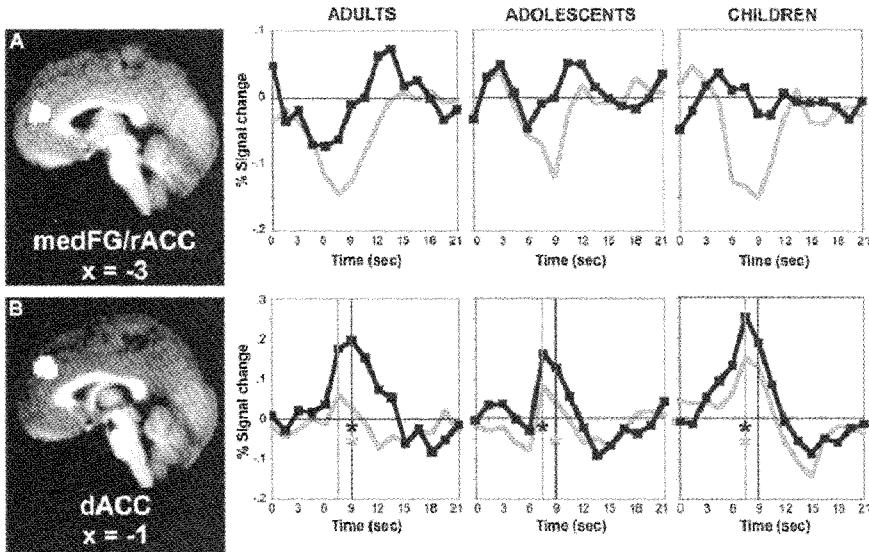 ADULTS ADOLESCENTS CHILDREN
A
medFG/rACC
x = -3
% Signal change
.1
0
-.1
-.2
0 3 6 9 12 15 18 21
Time (sec)
0 3 6 9 12 15 18 21
Time (sec)
0 3 6 9 12 15 18 21
Time (sec)
B
dACC
x = -1
% Signal change
.3
.2
.1
0
-.1
-.2
0 3 6 9 12 15 18 21
Time (sec)
0 3 6 9 12 15 18 21
Time (sec)
0 3 6 9 12 15 18 21
Time (sec)
* * *
* * *